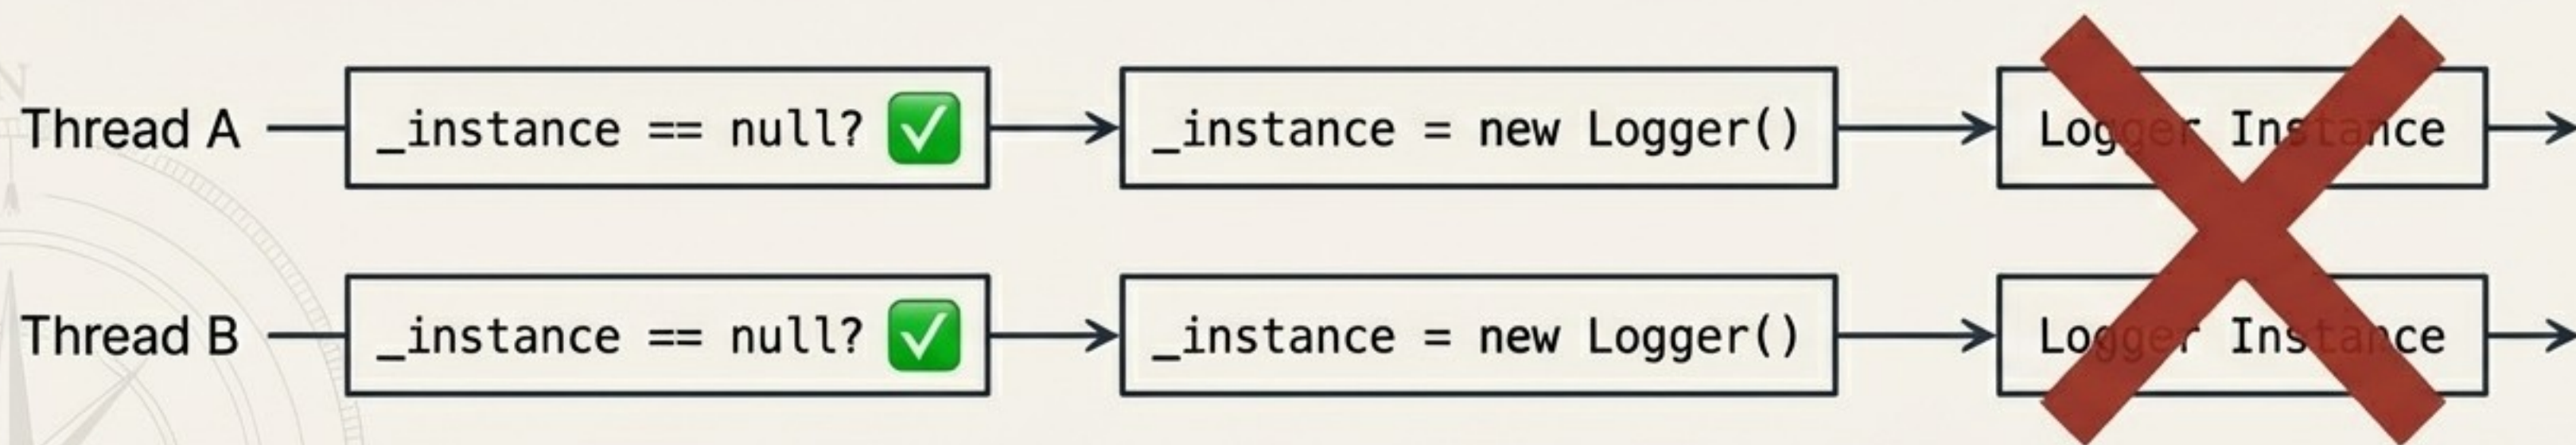 N
Thread A _instance == null? ✅ _instance = new Logger() Logger Instance
Thread B _instance == null? ✅ _instance = new Logger() Logger Instance